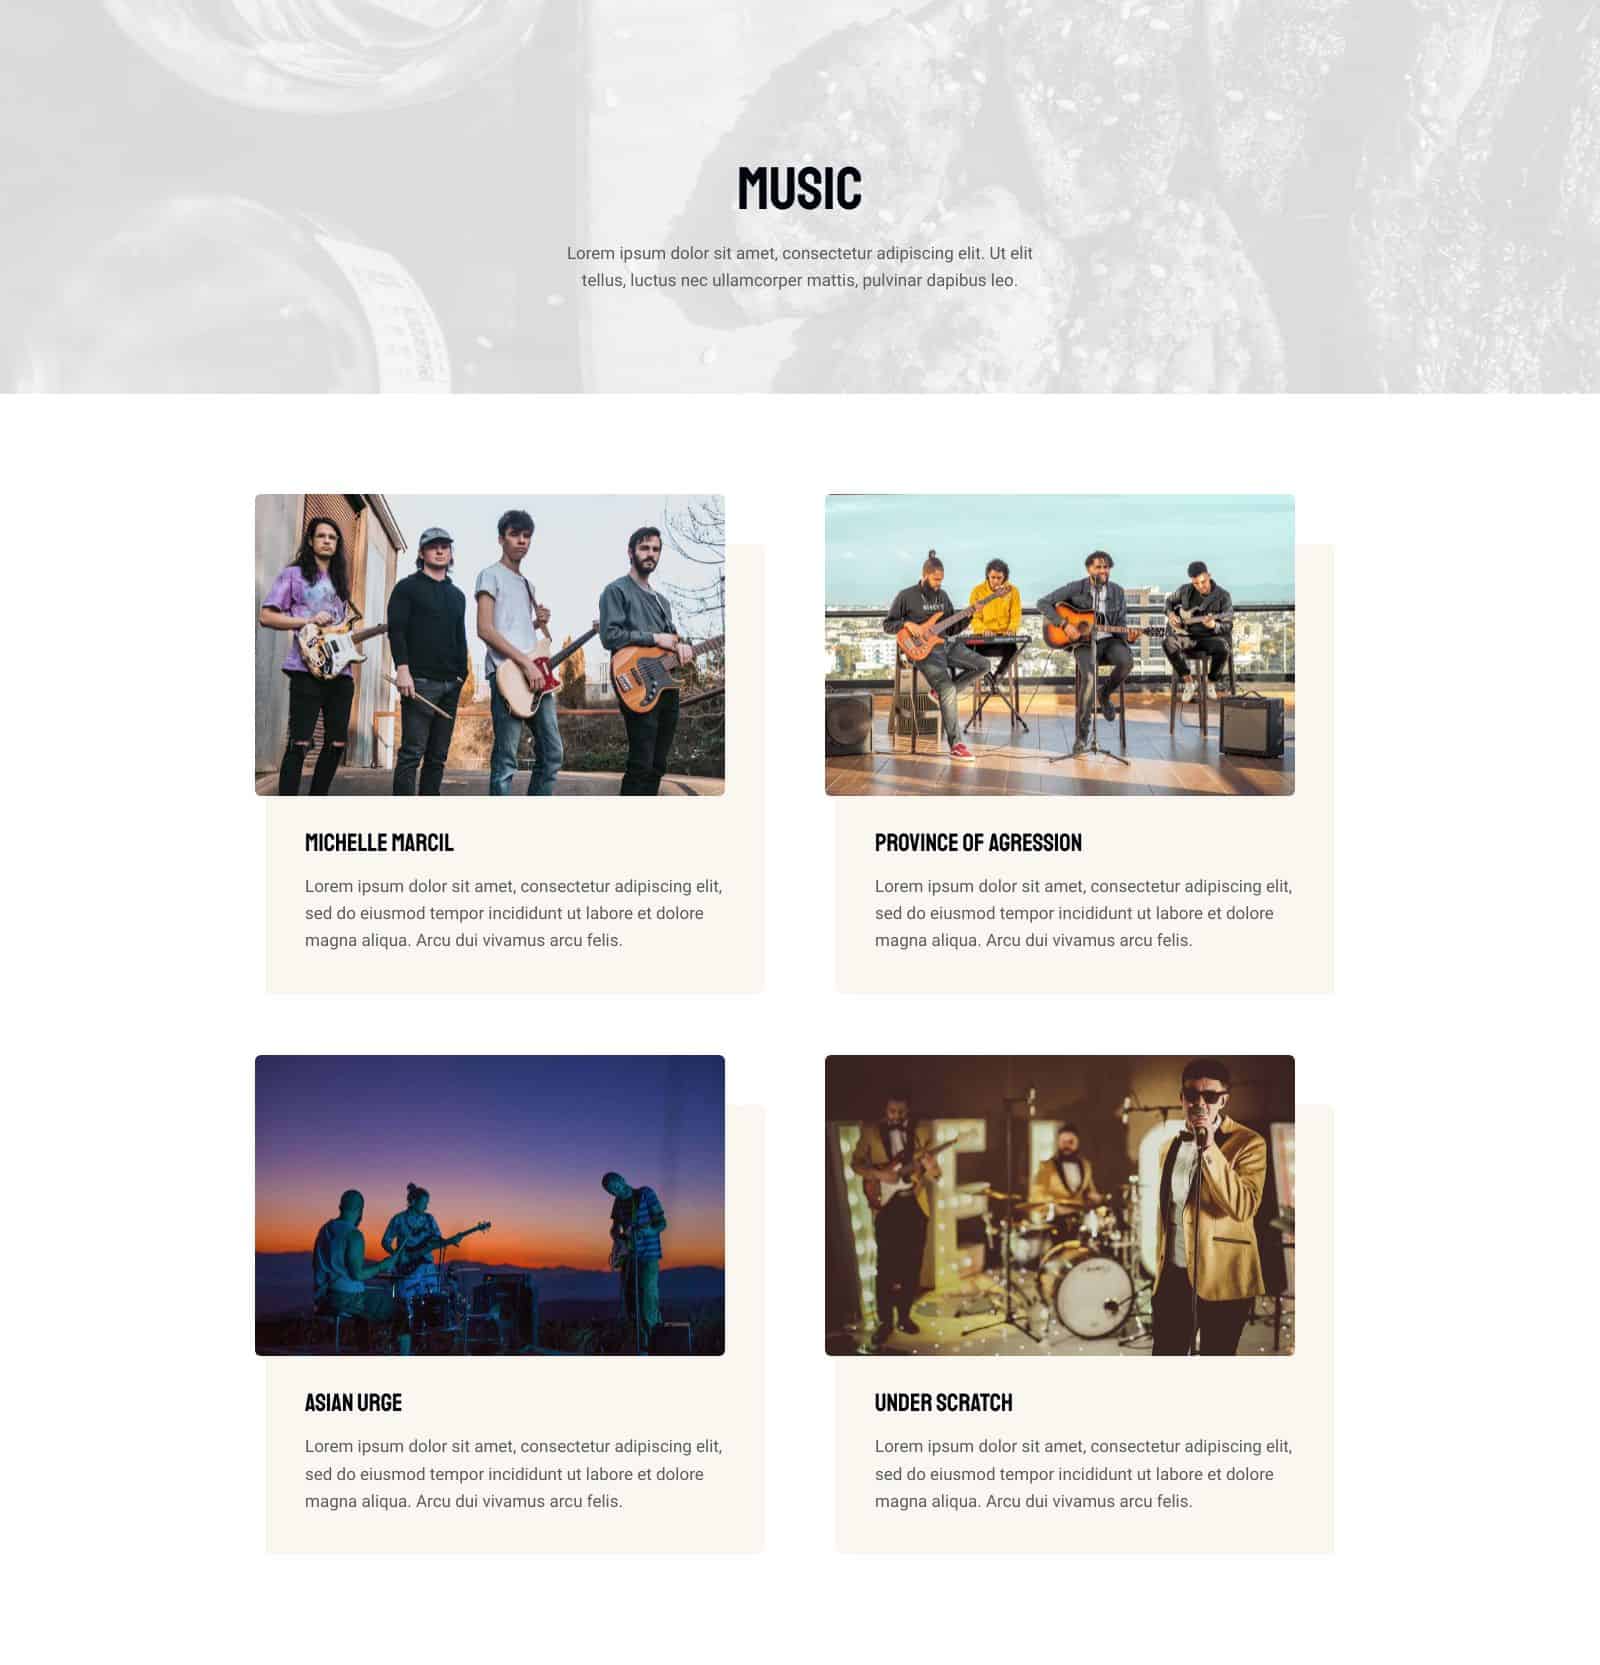 MUSIC
Lorem ipsum dolor sit amet, consectetur adipiscing elit. Ut elit
tellus, luctus nec ullamcorper mattis, pulvinar dapibus leo.
MICHELLE MARCIL
Lorem ipsum dolor sit amet, consectetur adipiscing elit,
sed do eiusmod tempor incididunt ut labore et dolore
magna aliqua. Arcu dui vivamus arcu felis.
PROVINCE OF AGRESSION
Lorem ipsum dolor sit amet, consectetur adipiscing elit,
sed do eiusmod tempor incididunt ut labore et dolore
magna aliqua. Arcu dui vivamus arcu felis.
ASIAN URGE
Lorem ipsum dolor sit amet, consectetur adipiscing elit,
sed do eiusmod tempor incididunt ut labore et dolore
magna aliqua. Arcu dui vivamus arcu felis.
UNDER SCRATCH
Lorem ipsum dolor sit amet, consectetur adipiscing elit,
sed do eiusmod tempor incididunt ut labore et dolore
magna aliqua. Arcu dui vivamus arcu felis.